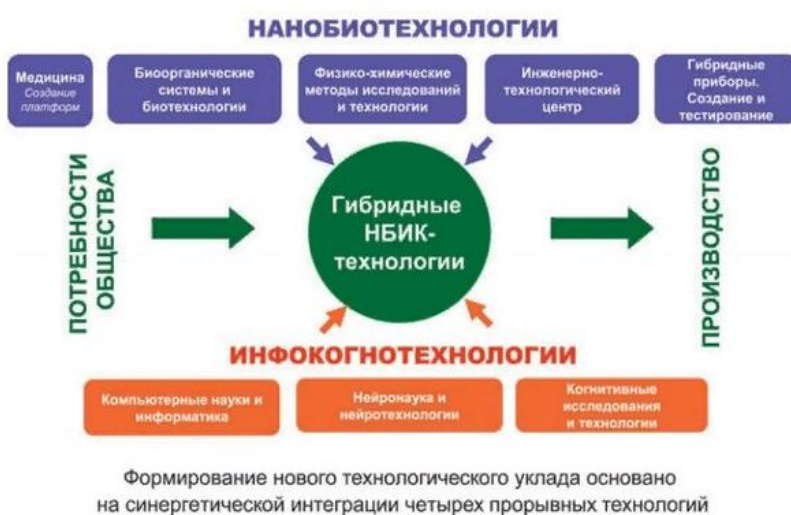 НАНОБИОТЕХНОЛОГИИ
Медицина
Создание
платформ
Биоорганические
системы и
биотехнологии
Физико-химические
методы исследований
и технологии
Инженерно-
технологический
центр
Гибридные
приборы.
Создание и
тестирование
ПОТРЕБНОСТИ
ОБЩЕСТВА
Гибридные
НБИК-
технологии
ПРОИЗВОДСТВО
ИНФОКОГНОТЕХНОЛОГИИ
Компьютерные науки и
информатика
Нейронаука и
нейротехнологии
Когнитивные
исследования
и технологии
Формирование нового технологического уклада основано
на синергетической интеграции четырех прорывных технологий